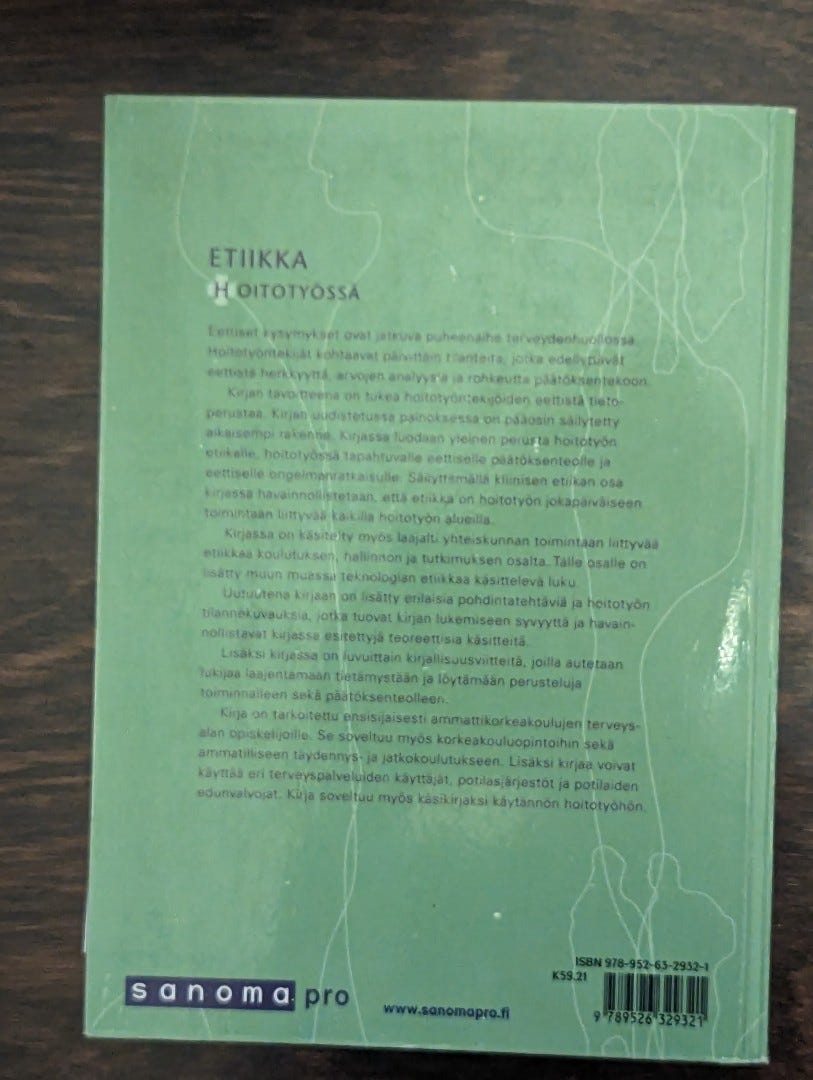 ETIIKKA
HOITOTYÖSSÄ
Eettiset kysymykset ovat jatkuva puheenaihe terveydenhuollossa.
Hoitotyöntekijät kohtaavat päivittäin tilanteita, jotka edellyttävät
eettistä herkkyyttä, arvojen analyysiä ja rohkeutta päätöksentekoon.
Kirjan tavoitteena on tukea hoitotyöntekijöiden eettistä tieto-
perustaa. Kirjan uudistetussa painoksessa on pääosin säilytetty
aikaisempi rakenne. Kirjassa luodaan yleinen perusta hoitotyön
etiikalle, hoitotyössä tapahtuvalle eettiselle päätöksenteolle ja
eettiselle ongelmanratkaisulle. Säilyttämällä kliinisen etiikan osa
kirjassa havainnollistetaan, että etiikka on hoitotyön jokapäiväiseen
toimintaan liittyvää kaikilla hoitotyön alueilla.
Kirjassa on käsitelty myös laajalti yhteiskunnan toimintaan liittyvää
etiikkaa koulutuksen, hallinnon ja tutkimuksen osalta. Tälle osalle on
lisätty muun muassa teknologian etiikkaa käsittelevä luku.
Uutuutena kirjaan on lisätty erilaisia pohdintatehtäviä ja hoitotyön
tilannekuvauksia, jotka tuovat kirjan lukemiseen syvyyttä ja havain-
nollistavat kirjassa esitettyjä teoreettisia käsitteitä.
Lisäksi kirjassa on luvuittain kirjallisuusviitteitä, joilla autetaan
lukijaa laajentamaan tietämystään ja löytämään perusteluja
toiminnalleen sekä päätöksenteolleen.
Kirja on tarkoitettu ensisijaisesti ammattikorkeakoulujen terveys-
alan opiskelijoille. Se soveltuu myös korkeakouluopintoihin sekä
ammatilliseen täydennys- ja jatkokoulutukseen. Lisäksi kirjaa voivat
käyttää eri terveyspalveluiden käyttäjät, potilasjärjestöt ja potilaiden
edunvalvojat. Kirja soveltuu myös käsikirjaksi käytännön hoitotyöhön.
ISBN 978-952-63-2932-1
K59.21
sanoma pro
www.sanomapro.fi
9 789526 329321